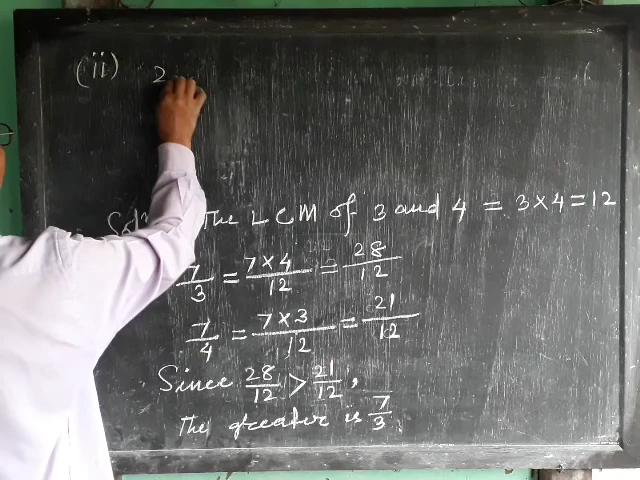 (ii) 2
The LCM of 3 and 4 = 3×4=12
7/3 = 7×4/12 = 28/12
7/4 = 7×3/12 = 21/12
Since 28/12 > 21/12,
The greater is 7/3.